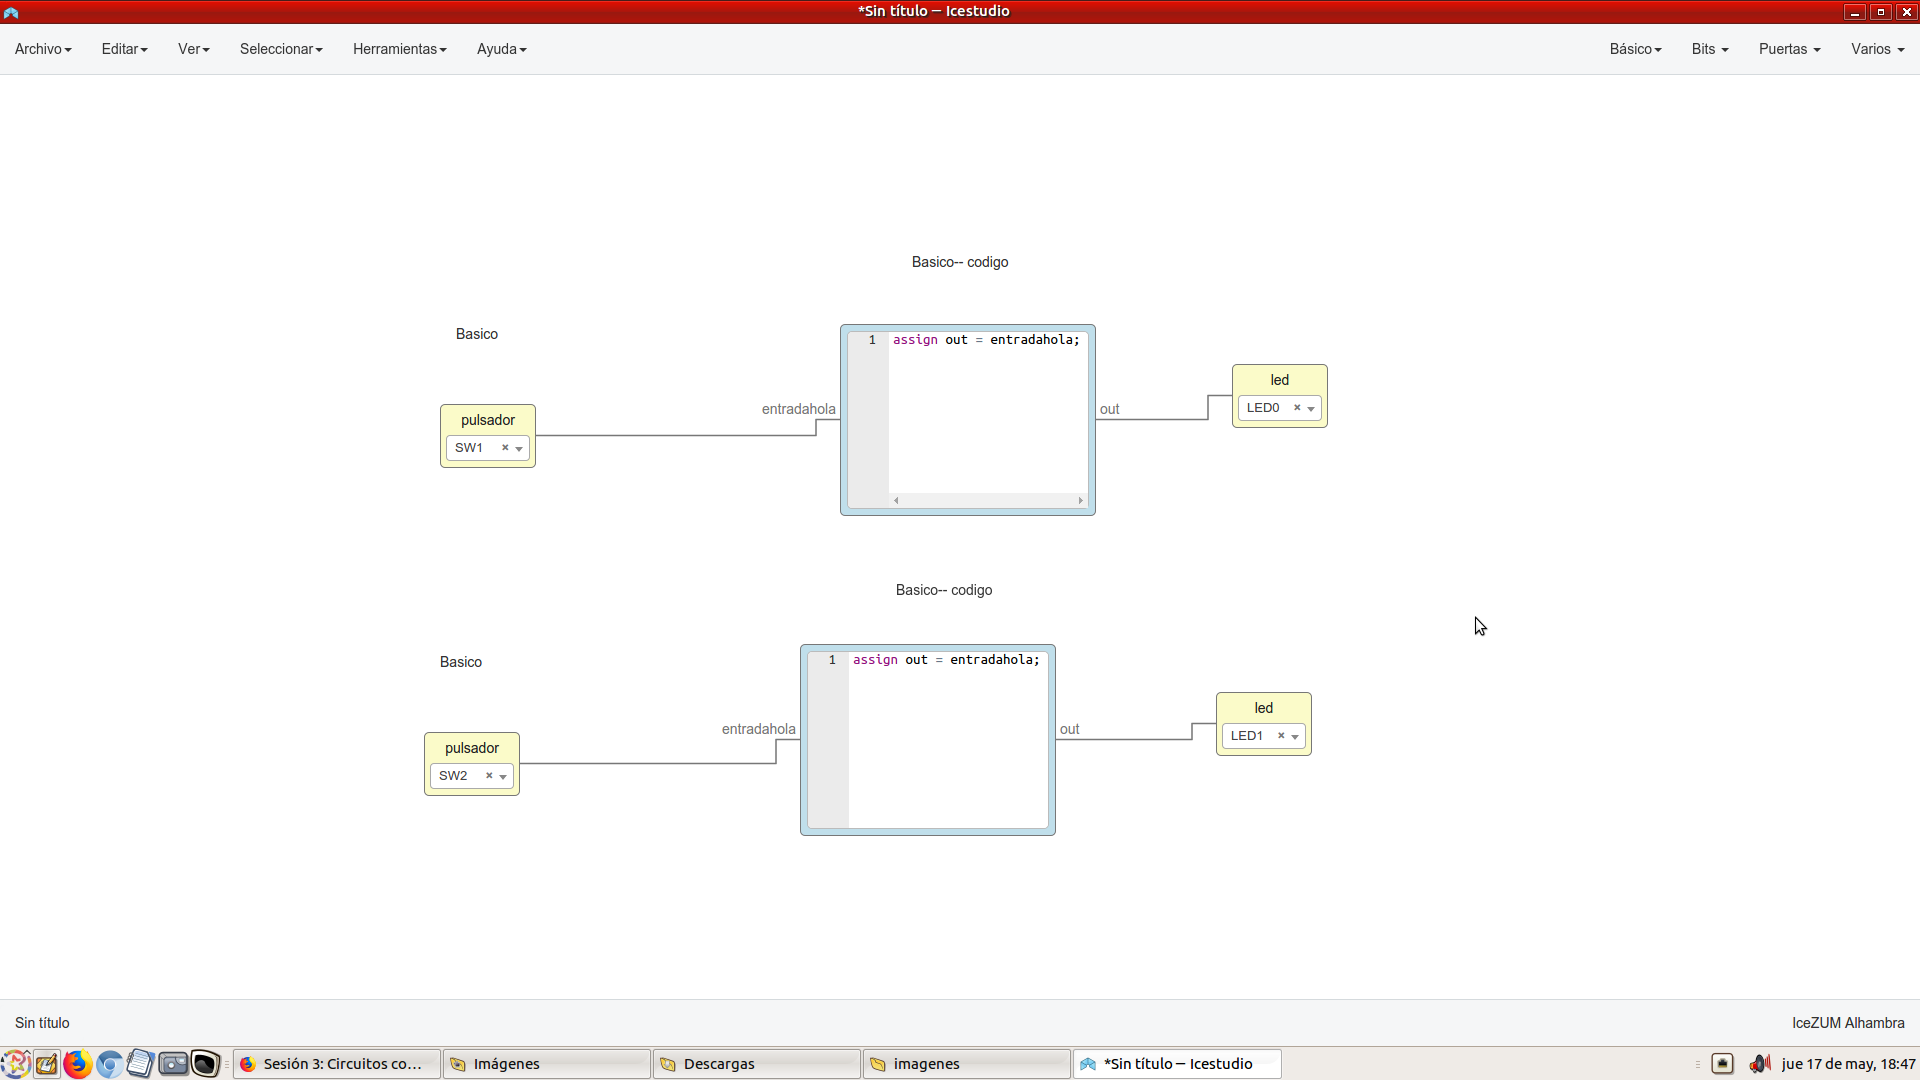 *Sin título — Icestudio
Archivo Editar Ver Seleccionar Herramientas Ayuda Básico Bits Puertas Varios
Basico-- codigo
Basico
1 assign out = entradahola;
pulsador
SW1
entradahola
out
led
LED0
Basico-- codigo
Basico
1 assign out = entradahola;
pulsador
SW2
entradahola
out
led
LED1
Sin título IceZUM Alhambra
Sesión 3: Circuitos co... Imágenes Descargas imagenes *Sin título — Icestudio jue 17 de may, 18:47